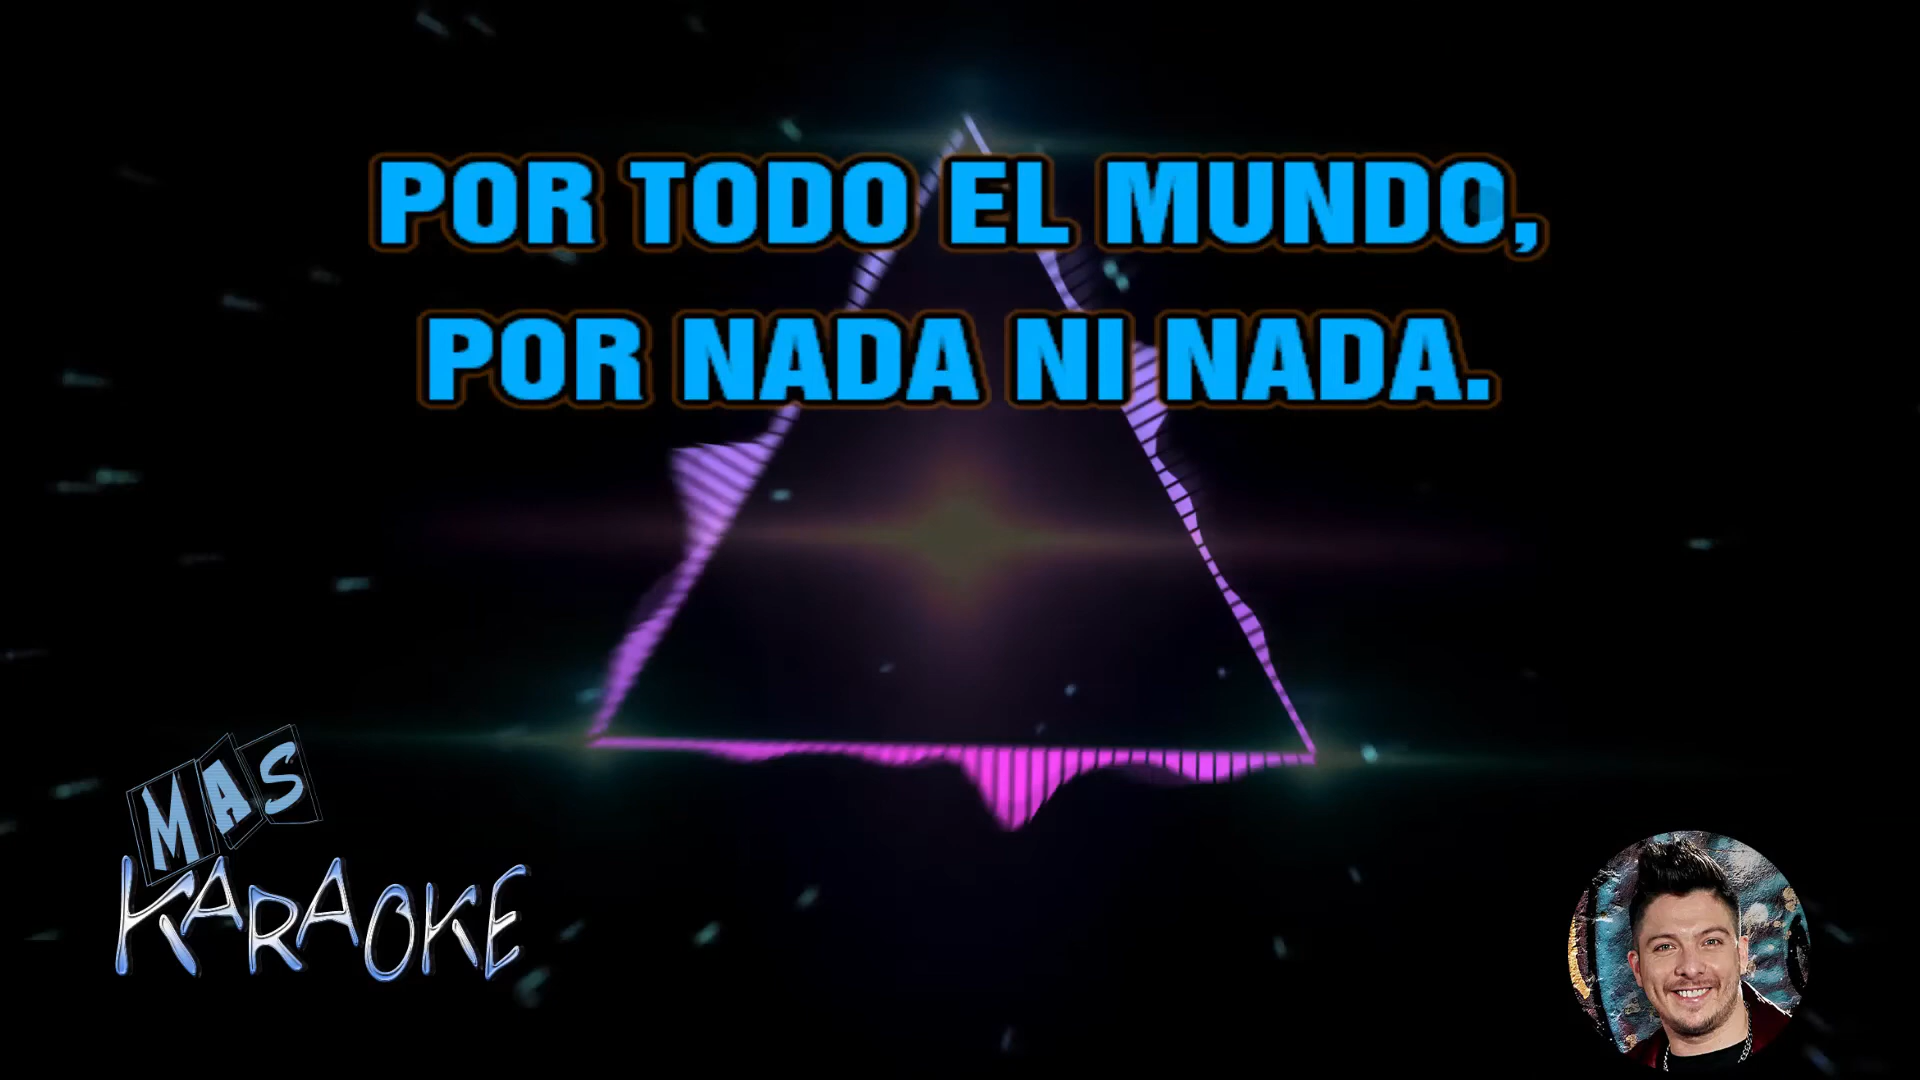 POR TODO EL MUNDO,
POR NADA NI NADA.
MAS
KARAOKE